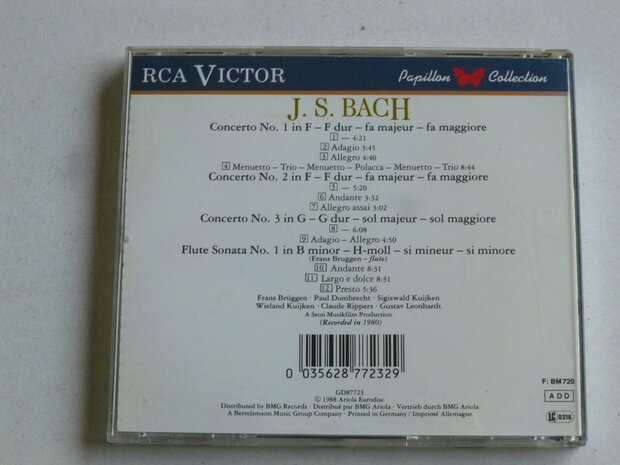 RCA VICTOR
Papillon Collection
J. S. BACH
Concerto No. 1 in F – F dur – fa majeur – fa maggiore
1 — 4:21
2 Adagio 3:45
3 Allegro 4:40
4 Menuetto – Trio – Menuetto – Polacca – Menuetto – Trio 8:44
Concerto No. 2 in F – F dur – fa majeur – fa maggiore
5 — 5:20
6 Andante 3:32
7 Allegro assai 3:02
Concerto No. 3 in G – G dur – sol majeur – sol maggiore
8 — 6:08
9 Adagio – Allegro 4:50
Flute Sonata No. 1 in B minor – H-moll – si mineur – si minore
(Frans Bruggen – flute)
10 Andante 8:31
11 Largo e dolce 8:31
12 Presto 5:36
Frans Brüggen · Paul Dombrecht · Sigiswald Kuijken
Wieland Kuijken · Claude Rippers · Gustav Leonhardt
A Seon Musikfilm Production
(Recorded in 1980)
0 035628 772329
GD87723
℗ 1988 Ariola Eurodisc
Distributed by BMG Records · Distribué par BMG Ariola · Vertrieb durch BMG Ariola
A Bertelsmann Music Group Company · Printed in Germany / Imprimé Allemagne
F: BM 720
A D D
LC 0316